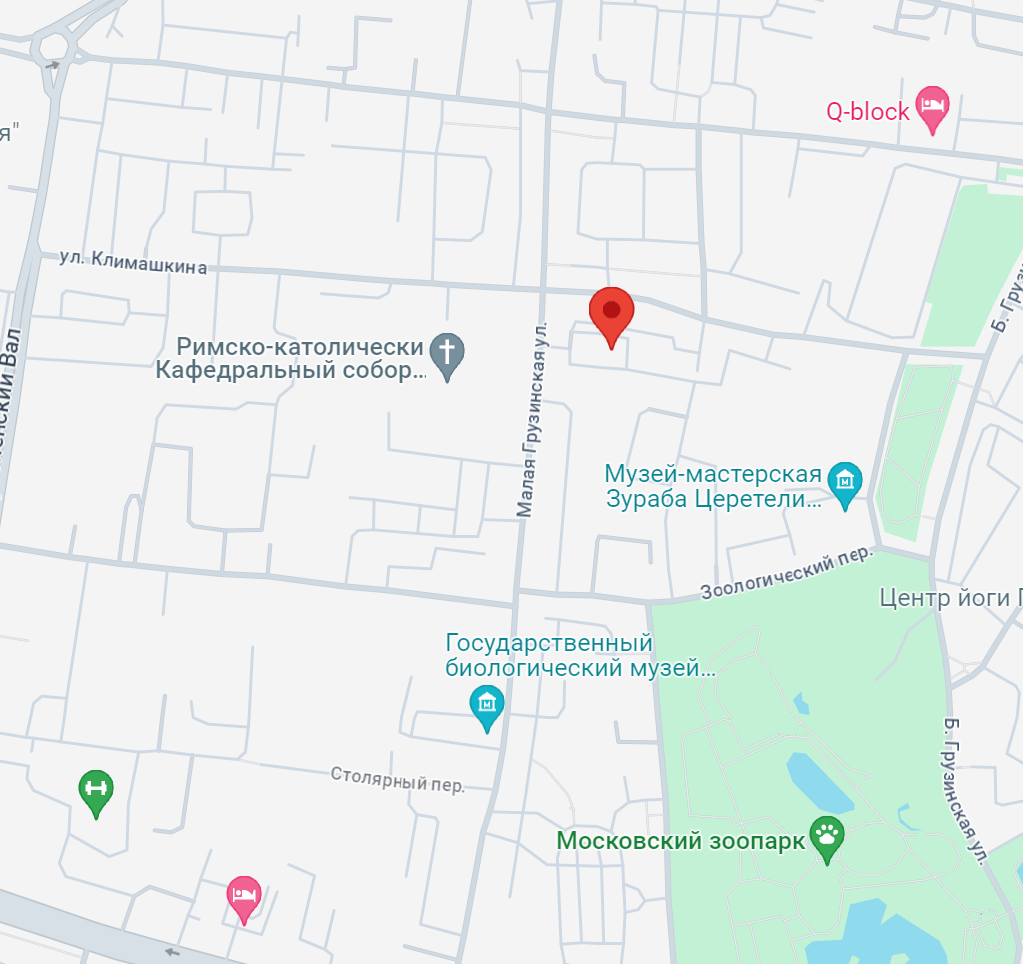 Q-block
я"
ул. Климашкина
Б. Грузи
Римско-католически
Кафедральный собор...
Малая Грузинская ул.
Музей-мастерская
Зураба Церетели...
Зоологический пер.
Центр йоги
Государственный
биологический музей...
Столярный пер.
Б. Грузинская ул.
Московский зоопарк